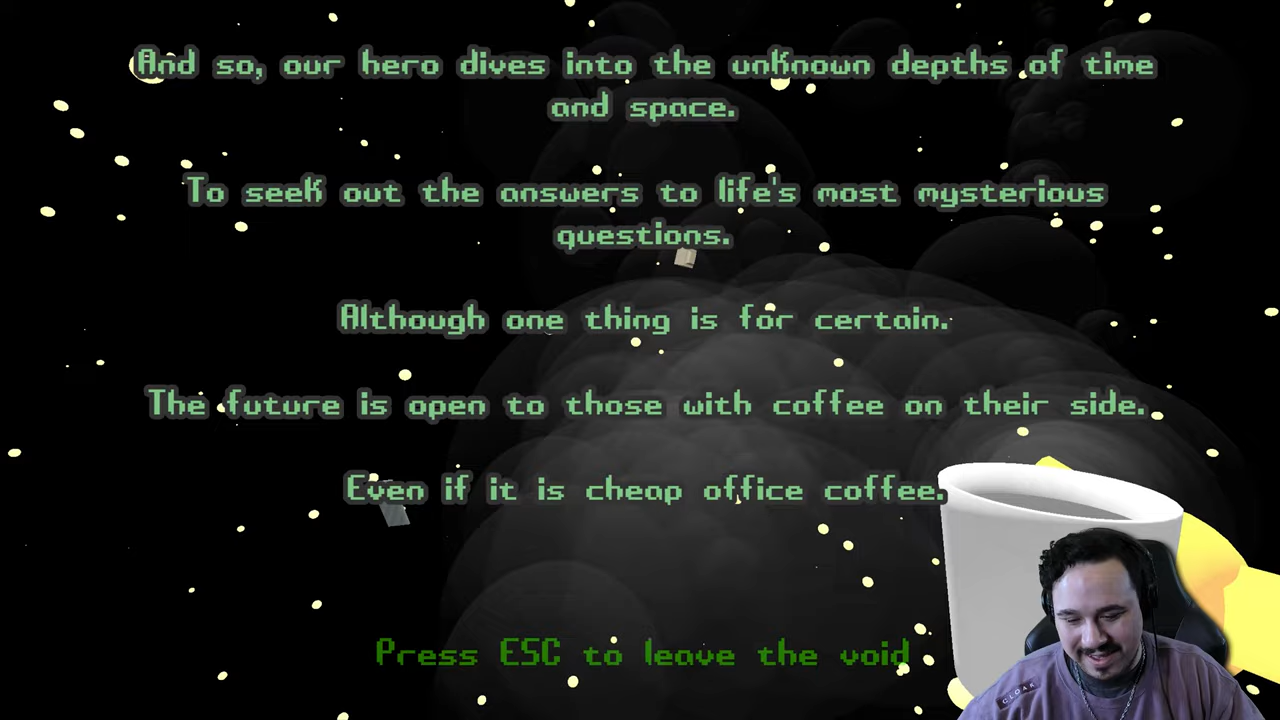 And so, our hero dives into the unknown depths of time
and space.
To seek out the answers to life's most mysterious
questions.
Although one thing is for certain.
The future is open to those with coffee on their side.
Even if it is cheap office coffee.
Press ESC to leave the void
CLOAK